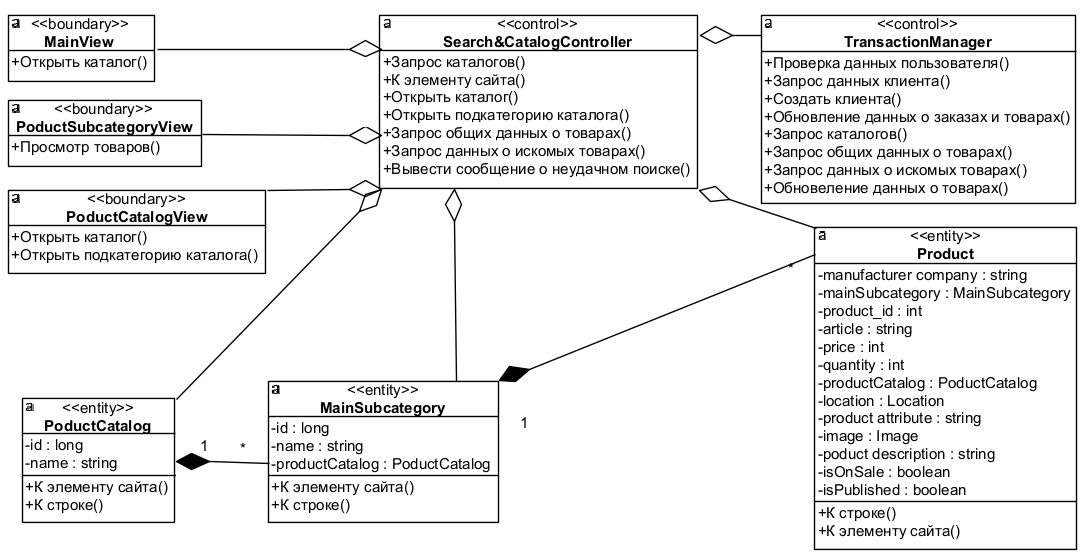 a <<boundary>>
MainView
+Открыть каталог()
a <<boundary>>
PoductSubcategoryView
+Просмотр товаров()
a <<boundary>>
PoductCatalogView
+Открыть каталог()
+Открыть подкатегорию каталога()
a <<control>>
Search&CatalogController
+Запрос каталогов()
+К элементу сайта()
+Открыть каталог()
+Открыть подкатегорию каталога()
+Запрос общих данных о товарах()
+Запрос данных о искомых товарах()
+Вывести сообщение о неудачном поиске()
a <<control>>
TransactionManager
+Проверка данных пользователя()
+Запрос данных клиента()
+Создать клиента()
+Обновление данных о заказах и товарах()
+Запрос каталогов()
+Запрос общих данных о товарах()
+Запрос данных о искомых товарах()
+Обновеление данных о товарах()
a <<entity>>
Product
-manufacturer company : string
-mainSubcategory : MainSubcategory
-product_id : int
-article : string
-price : int
-quantity : int
-productCatalog : PoductCatalog
-location : Location
-product attribute : string
-image : Image
-poduct description : string
-isOnSale : boolean
-isPublished : boolean
+К строке()
+К элементу сайта()
*
1
a <<entity>>
PoductCatalog
-id : long
-name : string
+К элементу сайта()
+К строке()
1
*
a <<entity>>
MainSubcategory
-id : long
-name : string
-productCatalog : PoductCatalog
+К элементу сайта()
+К строке()